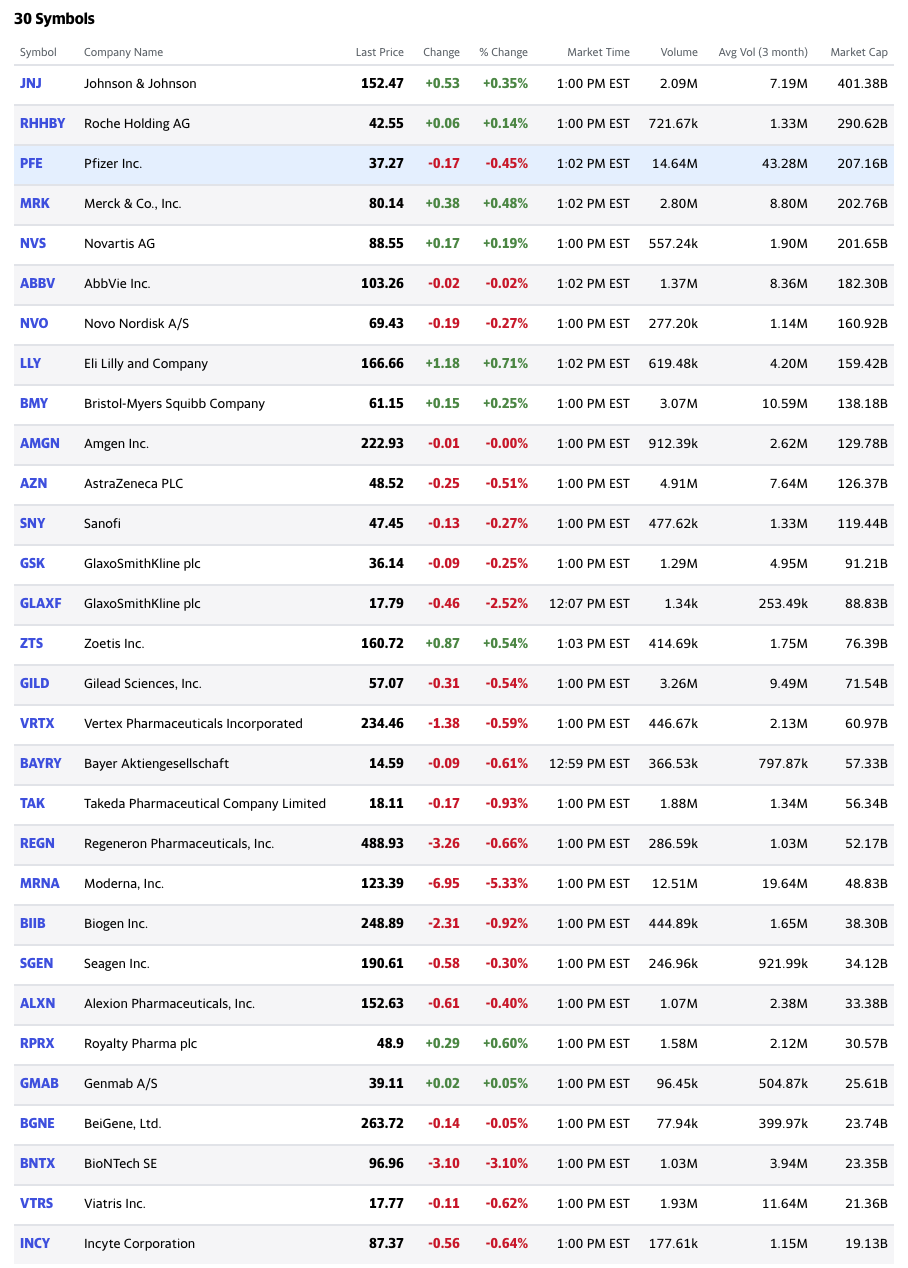 30 Symbols
Symbol Company Name Last Price Change % Change Market Time Volume Avg Vol (3 month) Market Cap
JNJ Johnson & Johnson 152.47 +0.53 +0.35% 1:00 PM EST 2.09M 7.19M 401.38B
RHHBY Roche Holding AG 42.55 +0.06 +0.14% 1:00 PM EST 721.67k 1.33M 290.62B
PFE Pfizer Inc. 37.27 -0.17 -0.45% 1:02 PM EST 14.64M 43.28M 207.16B
MRK Merck & Co., Inc. 80.14 +0.38 +0.48% 1:02 PM EST 2.80M 8.80M 202.76B
NVS Novartis AG 88.55 +0.17 +0.19% 1:00 PM EST 557.24k 1.90M 201.65B
ABBV AbbVie Inc. 103.26 -0.02 -0.02% 1:02 PM EST 1.37M 8.36M 182.30B
NVO Novo Nordisk A/S 69.43 -0.19 -0.27% 1:00 PM EST 277.20k 1.14M 160.92B
LLY Eli Lilly and Company 166.66 +1.18 +0.71% 1:02 PM EST 619.48k 4.20M 159.42B
BMY Bristol-Myers Squibb Company 61.15 +0.15 +0.25% 1:00 PM EST 3.07M 10.59M 138.18B
AMGN Amgen Inc. 222.93 -0.01 -0.00% 1:00 PM EST 912.39k 2.62M 129.78B
AZN AstraZeneca PLC 48.52 -0.25 -0.51% 1:00 PM EST 4.91M 7.64M 126.37B
SNY Sanofi 47.45 -0.13 -0.27% 1:00 PM EST 477.62k 1.33M 119.44B
GSK GlaxoSmithKline plc 36.14 -0.09 -0.25% 1:00 PM EST 1.29M 4.95M 91.21B
GLAXF GlaxoSmithKline plc 17.79 -0.46 -2.52% 12:07 PM EST 1.34k 253.49k 88.83B
ZTS Zoetis Inc. 160.72 +0.87 +0.54% 1:03 PM EST 414.69k 1.75M 76.39B
GILD Gilead Sciences, Inc. 57.07 -0.31 -0.54% 1:00 PM EST 3.26M 9.49M 71.54B
VRTX Vertex Pharmaceuticals Incorporated 234.46 -1.38 -0.59% 1:00 PM EST 446.67k 2.13M 60.97B
BAYRY Bayer Aktiengesellschaft 14.59 -0.09 -0.61% 12:59 PM EST 366.53k 797.87k 57.33B
TAK Takeda Pharmaceutical Company Limited 18.11 -0.17 -0.93% 1:00 PM EST 1.88M 1.34M 56.34B
REGN Regeneron Pharmaceuticals, Inc. 488.93 -3.26 -0.66% 1:00 PM EST 286.59k 1.03M 52.17B
MRNA Moderna, Inc. 123.39 -6.95 -5.33% 1:00 PM EST 12.51M 19.64M 48.83B
BIIB Biogen Inc. 248.89 -2.31 -0.92% 1:00 PM EST 444.89k 1.65M 38.30B
SGEN Seagen Inc. 190.61 -0.58 -0.30% 1:00 PM EST 246.96k 921.99k 34.12B
ALXN Alexion Pharmaceuticals, Inc. 152.63 -0.61 -0.40% 1:00 PM EST 1.07M 2.38M 33.38B
RPRX Royalty Pharma plc 48.9 +0.29 +0.60% 1:00 PM EST 1.58M 2.12M 30.57B
GMAB Genmab A/S 39.11 +0.02 +0.05% 1:00 PM EST 96.45k 504.87k 25.61B
BGNE BeiGene, Ltd. 263.72 -0.14 -0.05% 1:00 PM EST 77.94k 399.97k 23.74B
BNTX BioNTech SE 96.96 -3.10 -3.10% 1:00 PM EST 1.03M 3.94M 23.35B
VTRS Viatris Inc. 17.77 -0.11 -0.62% 1:00 PM EST 1.93M 11.64M 21.36B
INCY Incyte Corporation 87.37 -0.56 -0.64% 1:00 PM EST 177.61k 1.15M 19.13B